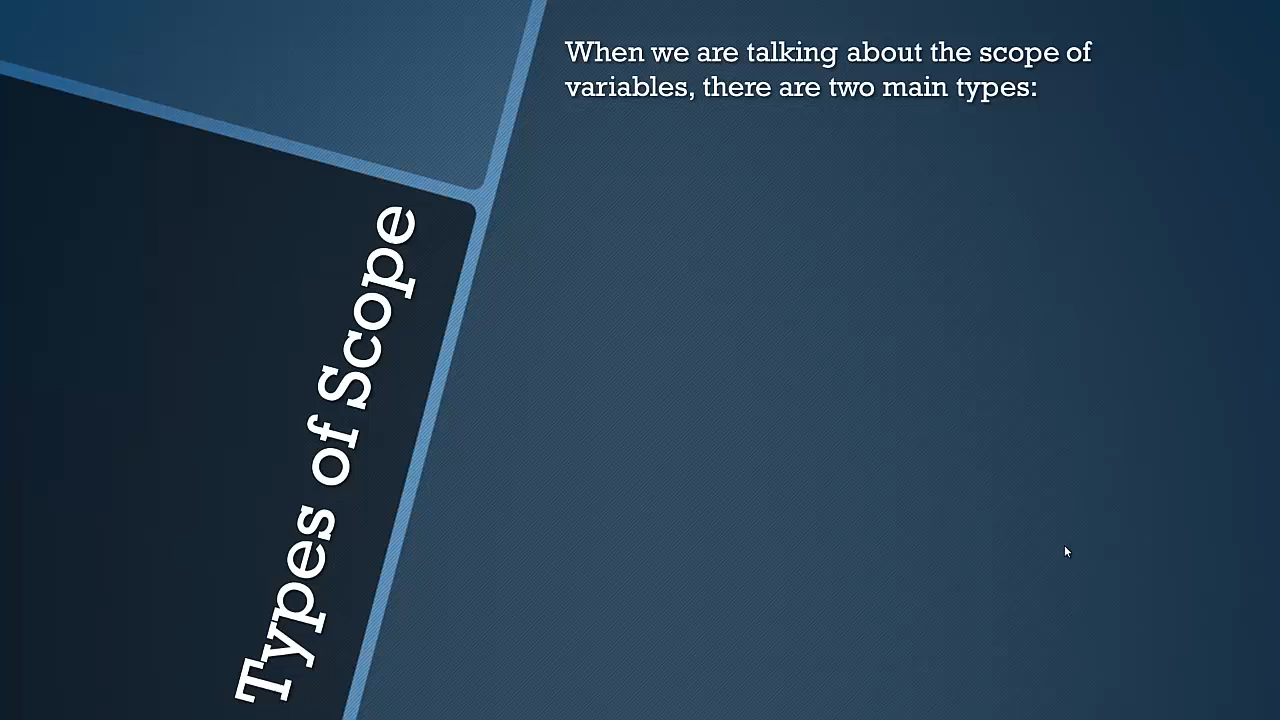 Types of Scope
When we are talking about the scope of
variables, there are two main types: